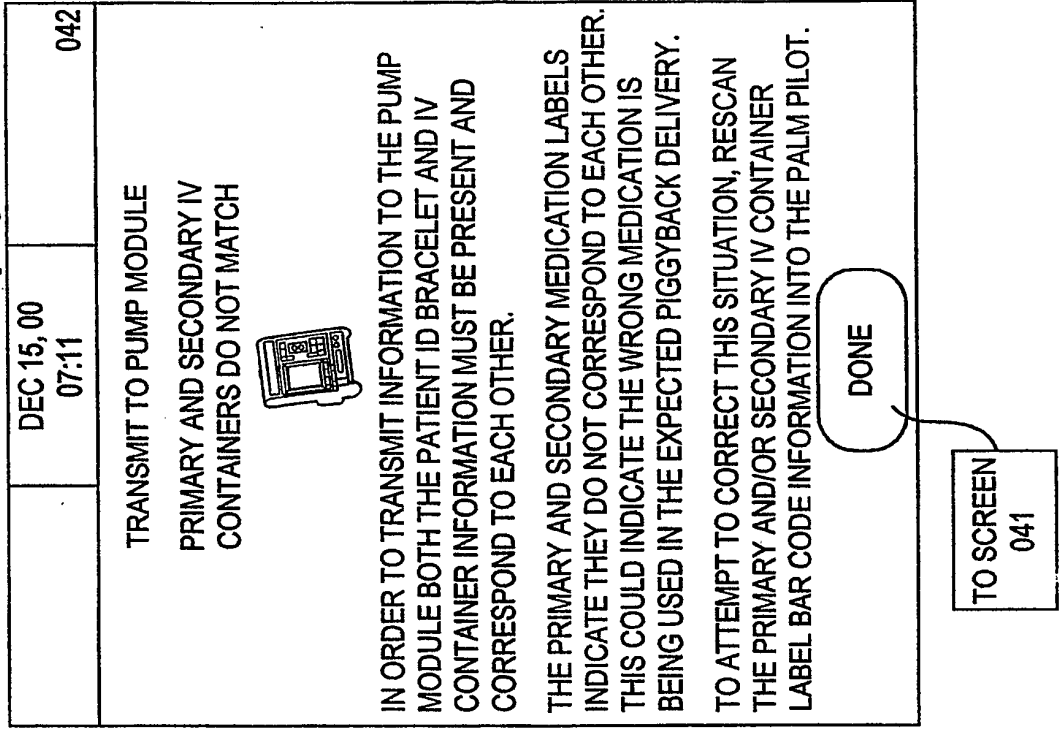 DEC 15, 00
07:11
042
TRANSMIT TO PUMP MODULE
PRIMARY AND SECONDARY IV
CONTAINERS DO NOT MATCH
IN ORDER TO TRANSMIT INFORMATION TO THE PUMP
MODULE BOTH THE PATIENT ID BRACELET AND IV
CONTAINER INFORMATION MUST BE PRESENT AND
CORRESPOND TO EACH OTHER.
THE PRIMARY AND SECONDARY MEDICATION LABELS
INDICATE THEY DO NOT CORRESPOND TO EACH OTHER.
THIS COULD INDICATE THE WRONG MEDICATION IS
BEING USED IN THE EXPECTED PIGGYBACK DELIVERY.
TO ATTEMPT TO CORRECT THIS SITUATION, RESCAN
THE PRIMARY AND/OR SECONDARY IV CONTAINER
LABEL BAR CODE INFORMATION INTO THE PALM PILOT.
DONE
TO SCREEN
041